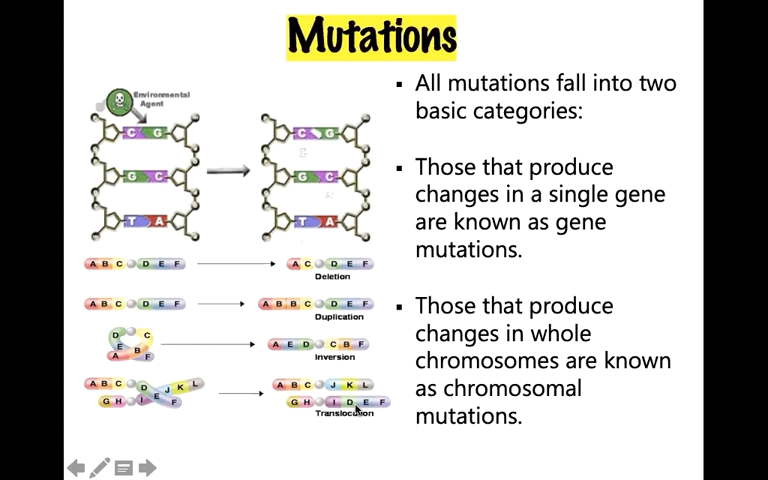 Mutations
Environmental
Agent
C G
C G
G C
G C
T A
T A
A B C D E F
A C D E F
Deletion
A B C D E F
A B B C D E F
Duplication
D C
E B
A F
A E D C B F
Inversion
A B C D J K L
G H I E F
A B C J K L
G H I D E F
Translocation
▪ All mutations fall into two
basic categories:
▪ Those that produce
changes in a single gene
are known as gene
mutations.
▪ Those that produce
changes in whole
chromosomes are known
as chromosomal
mutations.